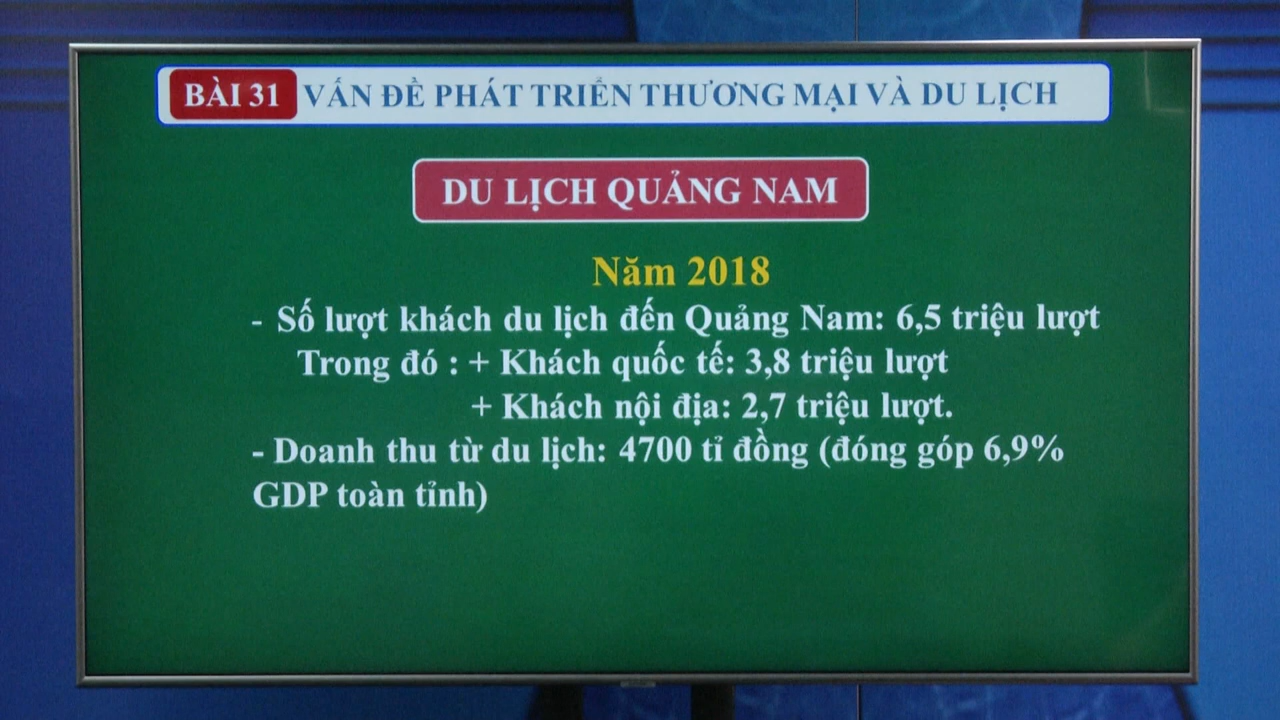 BÀI 31 VẤN ĐỀ PHÁT TRIỂN THƯƠNG MẠI VÀ DU LỊCH
DU LỊCH QUẢNG NAM
Năm 2018
- Số lượt khách du lịch đến Quảng Nam: 6,5 triệu lượt
Trong đó : + Khách quốc tế: 3,8 triệu lượt
+ Khách nội địa: 2,7 triệu lượt.
- Doanh thu từ du lịch: 4700 tỉ đồng (đóng góp 6,9%
GDP toàn tỉnh)